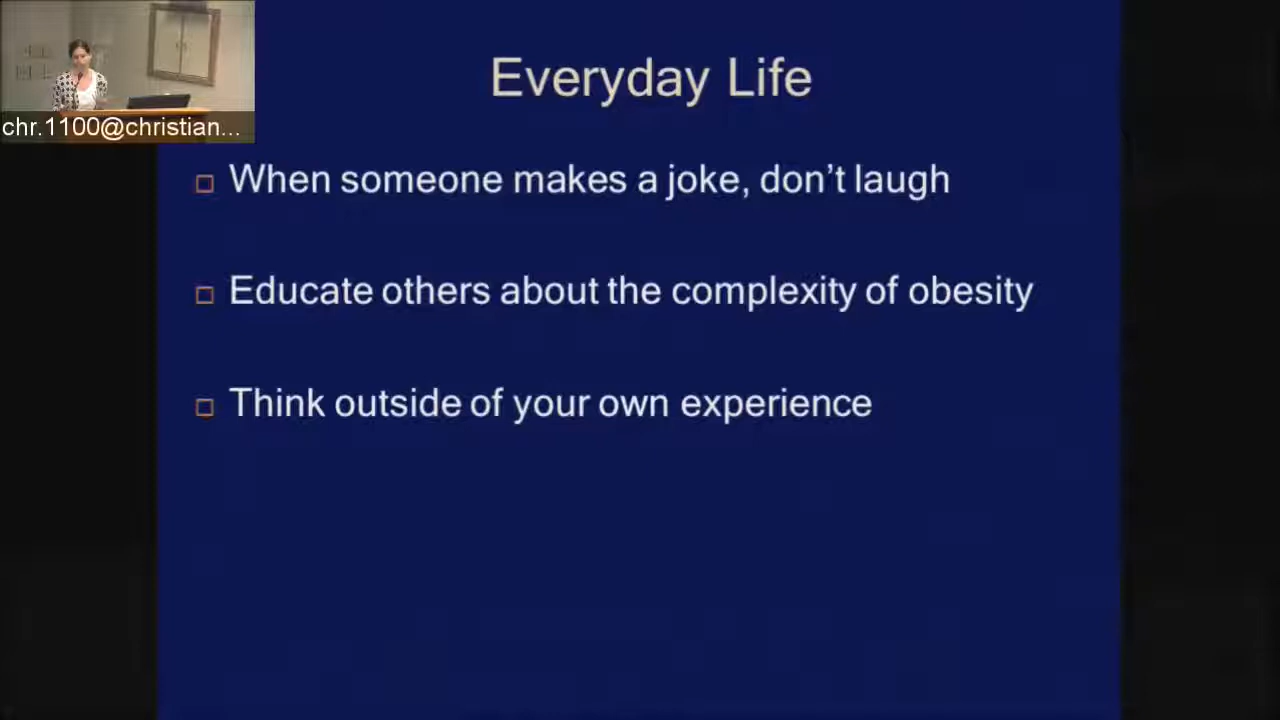 Everyday Life
chr.1100@christian...
When someone makes a joke, don't laugh
Educate others about the complexity of obesity
Think outside of your own experience